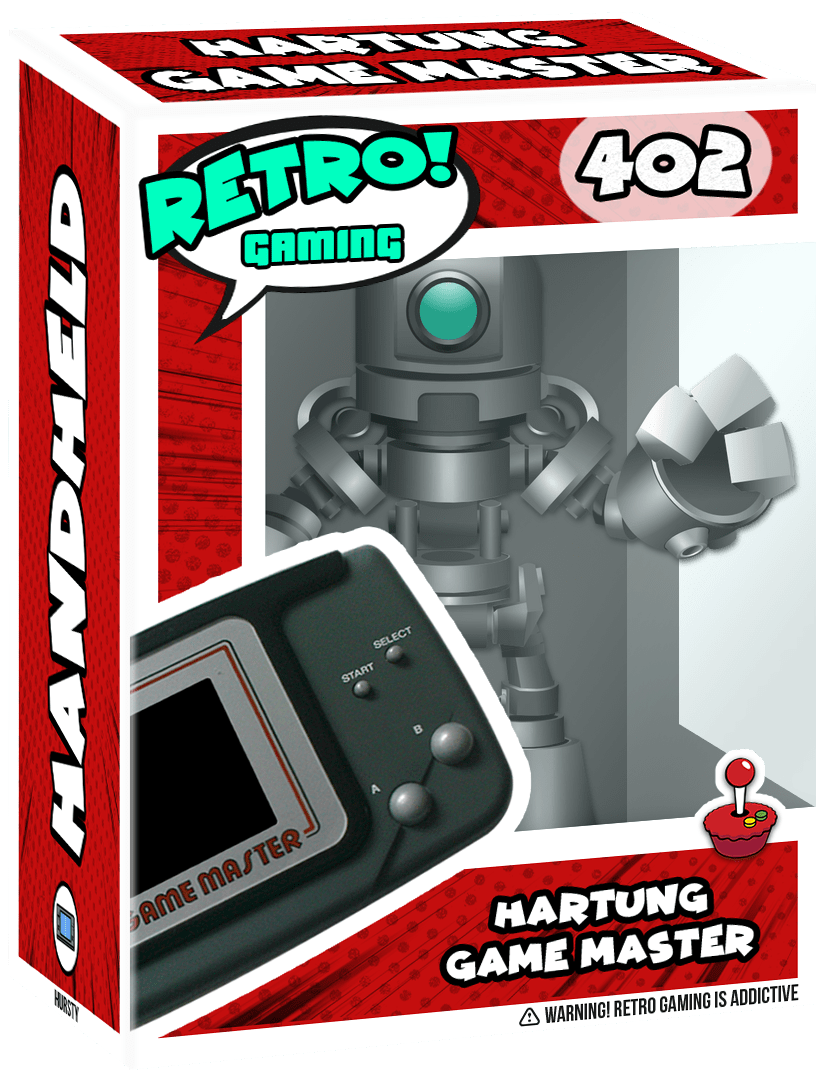 HARTUNG
GAME MASTER
RETRO!
GAMING
402
HANDHELD
SELECT
START
B
A
GAME MASTER
HARTUNG
GAME MASTER
HURSTY
WARNING! RETRO GAMING IS ADDICTIVE